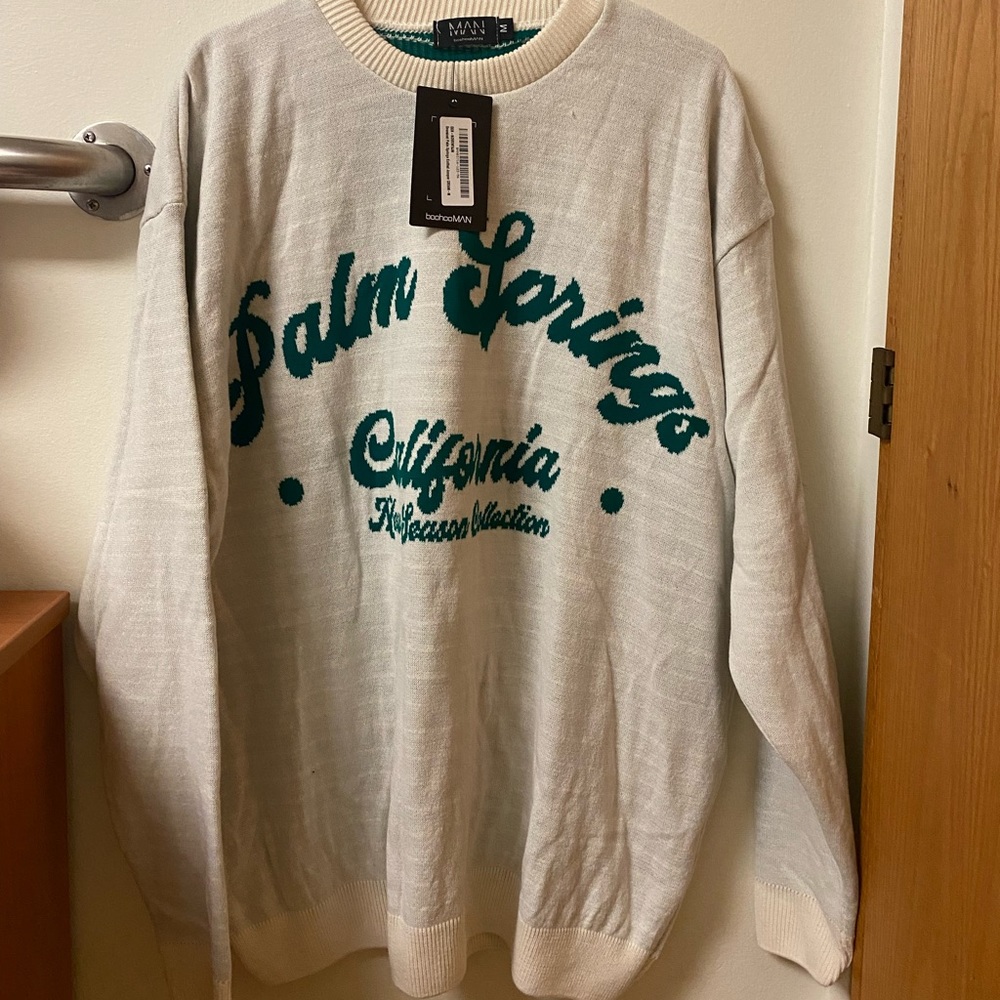 MAN
M
boohooMAN
Palm Springs
California
New Season Collection